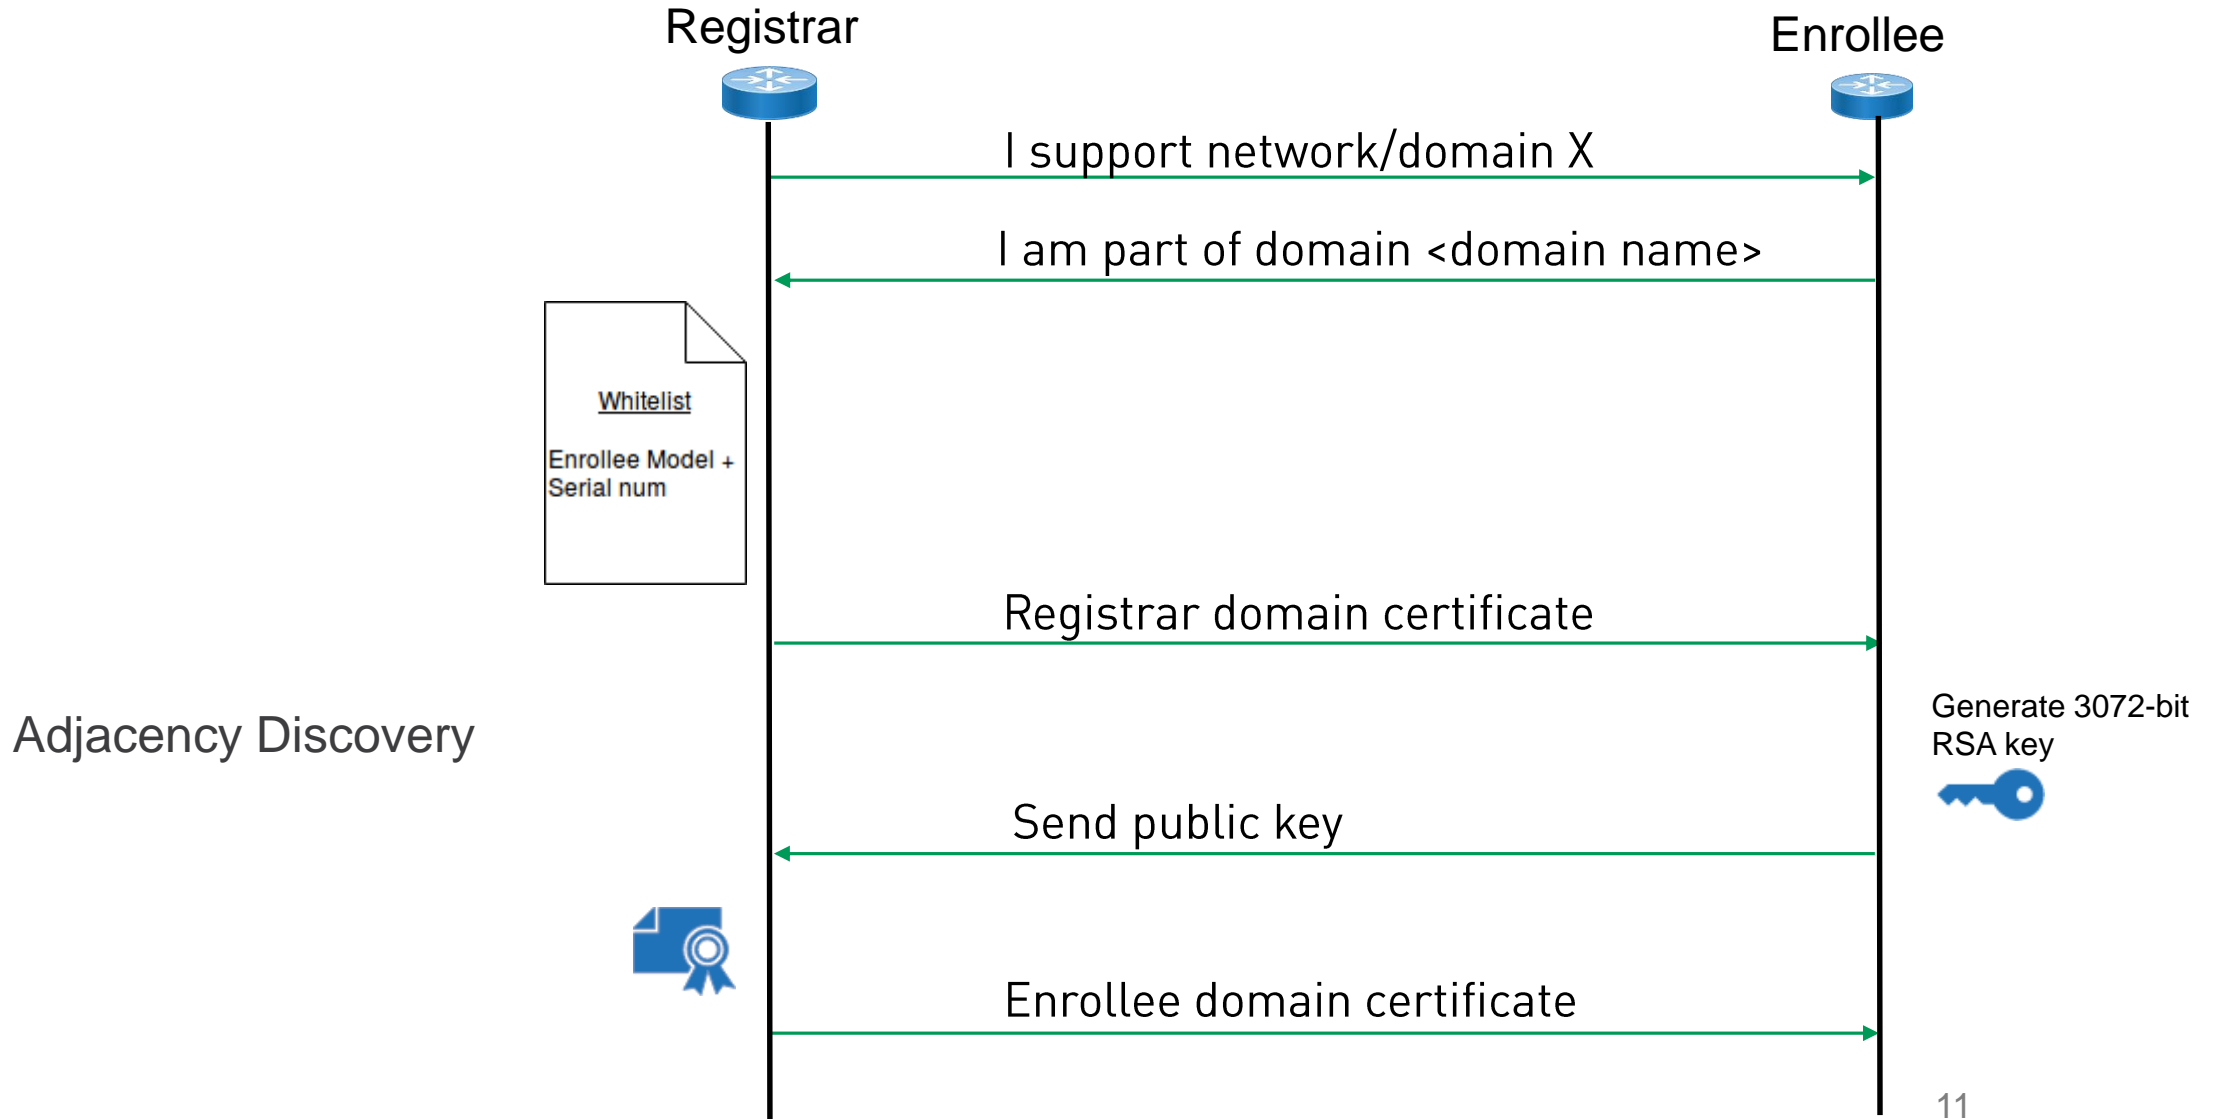 Registrar
Enrollee
I support network/domain X
I am part of domain <domain name>
Whitelist
Enrollee Model +
Serial num
Registrar domain certificate
Adjacency Discovery
Generate 3072-bit
RSA key
Send public key
Enrollee domain certificate
11